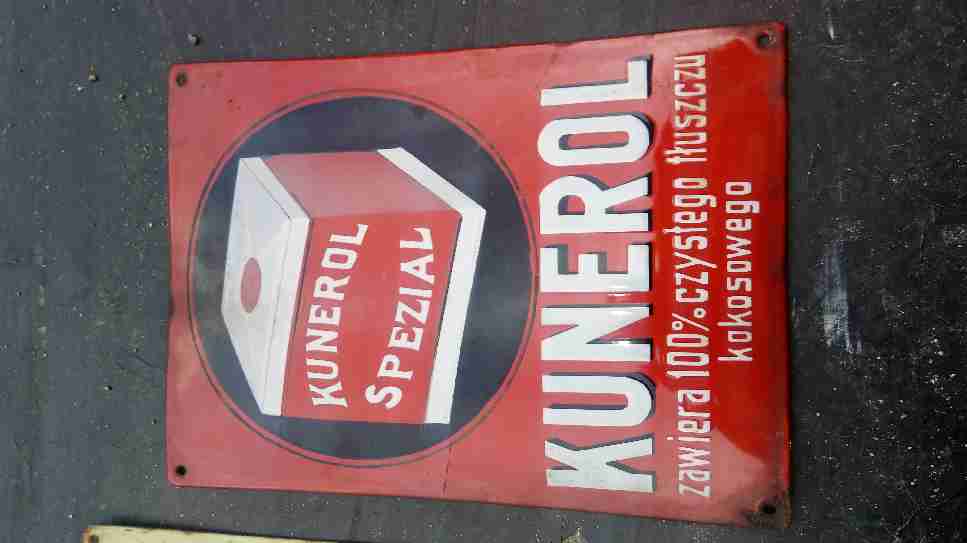 KUNEROL
SPEZIAL
KUNEROL
zawiera 100% czystego tłuszczu
kokosowego